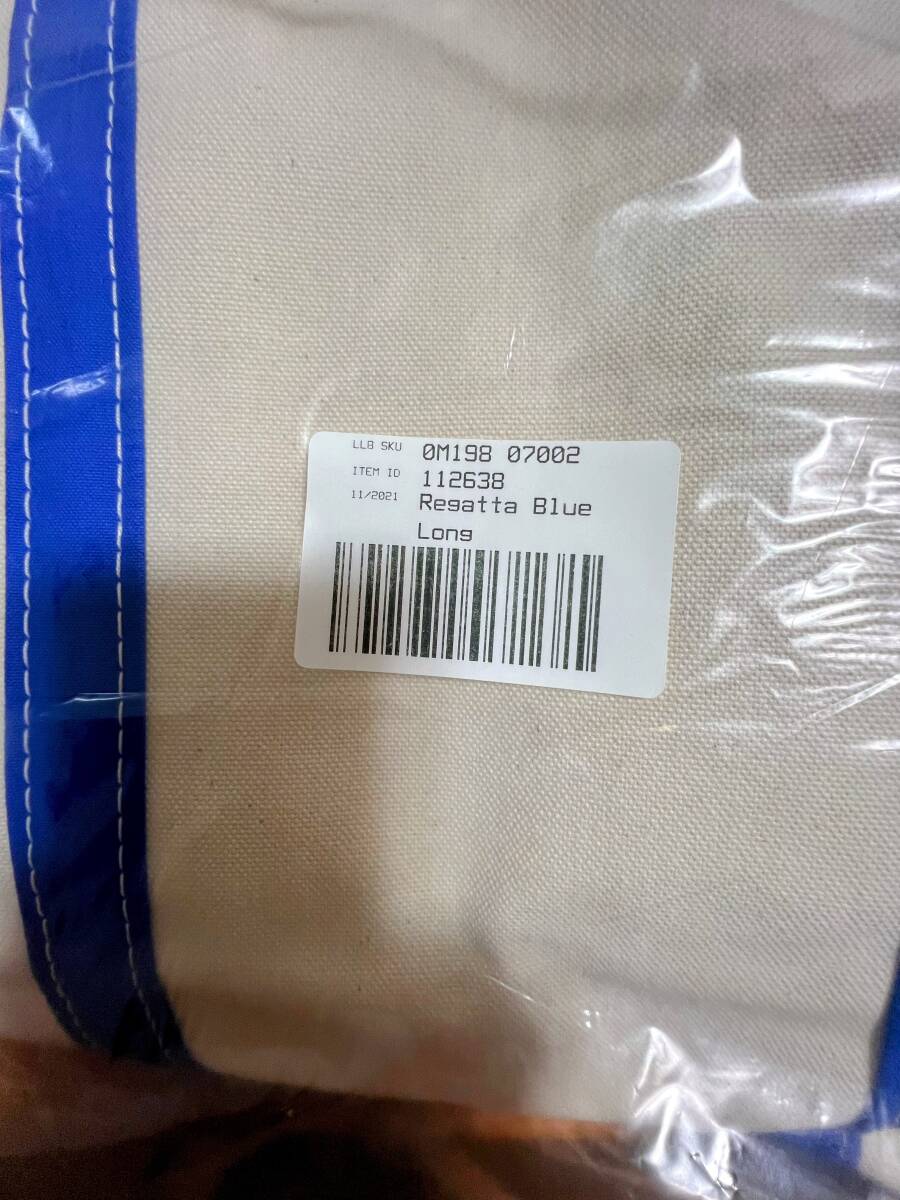 LLB SKU 0M198 07002
ITEM ID 112638
11/2021 Regatta Blue
Long